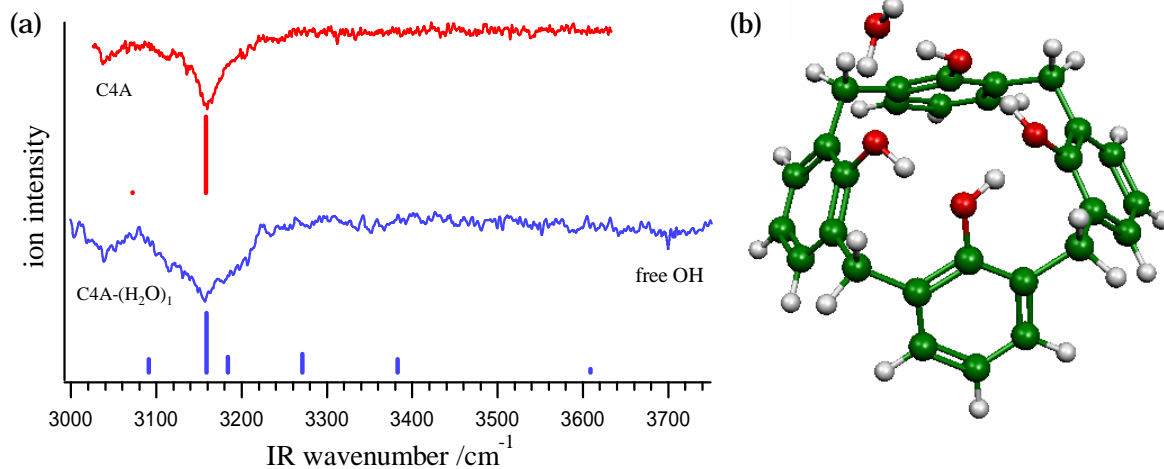 (a)
C4A
ion intensity
C4A-(H₂O)₁
free OH
3000 3100 3200 3300 3400 3500 3600 3700
IR wavenumber /cm⁻¹
(b)